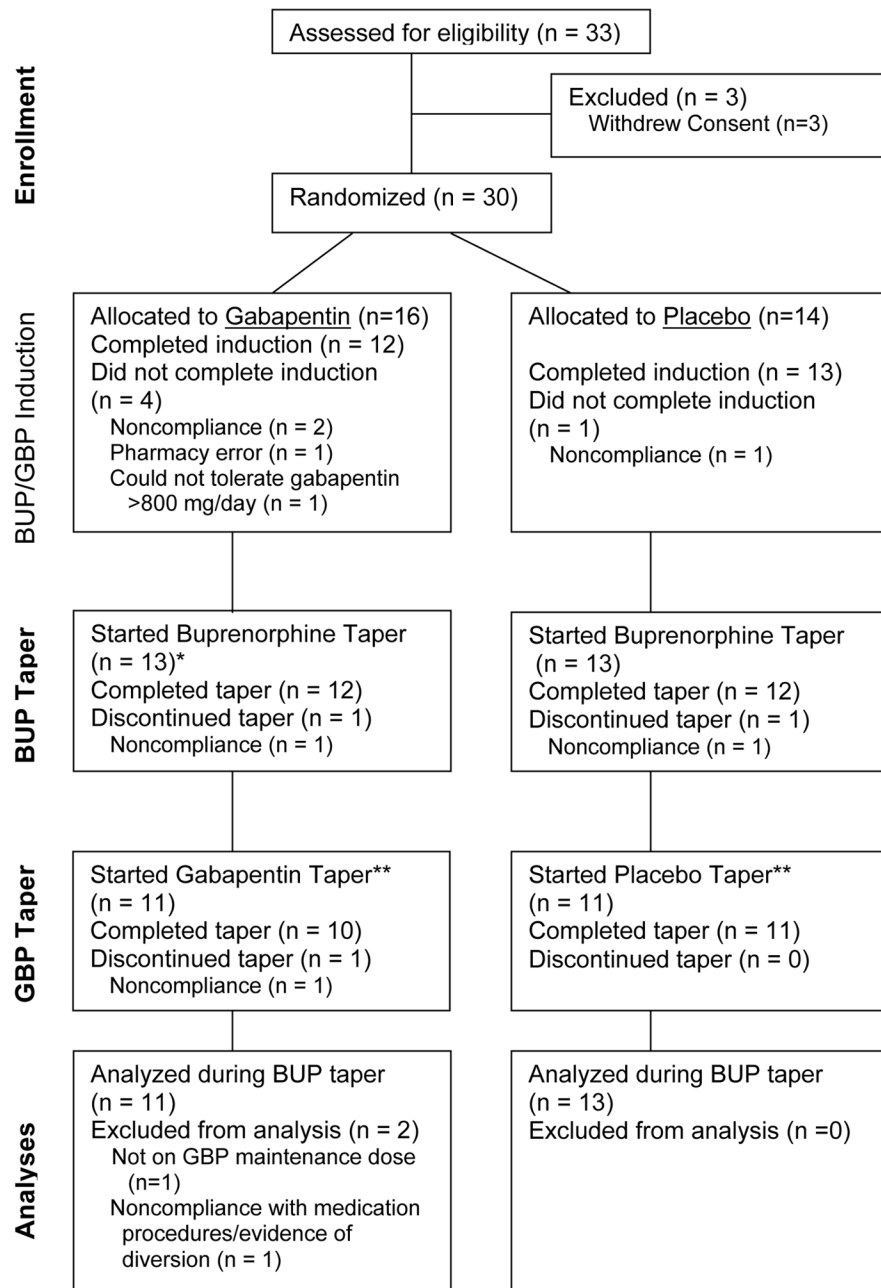 Assessed for eligibility (n = 33)
Excluded (n = 3)
Withdrew Consent (n=3)
Enrollment
Randomized (n = 30)
BUP/GBP Induction
Allocated to Gabapentin (n=16)
Completed induction (n = 12)
Did not complete induction
(n = 4)
Noncompliance (n = 2)
Pharmacy error (n = 1)
Could not tolerate gabapentin
>800 mg/day (n = 1)
Allocated to Placebo (n=14)
Completed induction (n = 13)
Did not complete induction
(n = 1)
Noncompliance (n = 1)
BUP Taper
Started Buprenorphine Taper
(n = 13)*
Completed taper (n = 12)
Discontinued taper (n = 1)
Noncompliance (n = 1)
Started Buprenorphine Taper
(n = 13)
Completed taper (n = 12)
Discontinued taper (n = 1)
Noncompliance (n = 1)
GBP Taper
Started Gabapentin Taper**
(n = 11)
Completed taper (n = 10)
Discontinued taper (n = 1)
Noncompliance (n = 1)
Started Placebo Taper**
(n = 11)
Completed taper (n = 11)
Discontinued taper (n = 0)
Analyses
Analyzed during BUP taper
(n = 11)
Excluded from analysis (n = 2)
Not on GBP maintenance dose
(n=1)
Noncompliance with medication
procedures/evidence of
diversion (n = 1)
Analyzed during BUP taper
(n = 13)
Excluded from analysis (n =0)